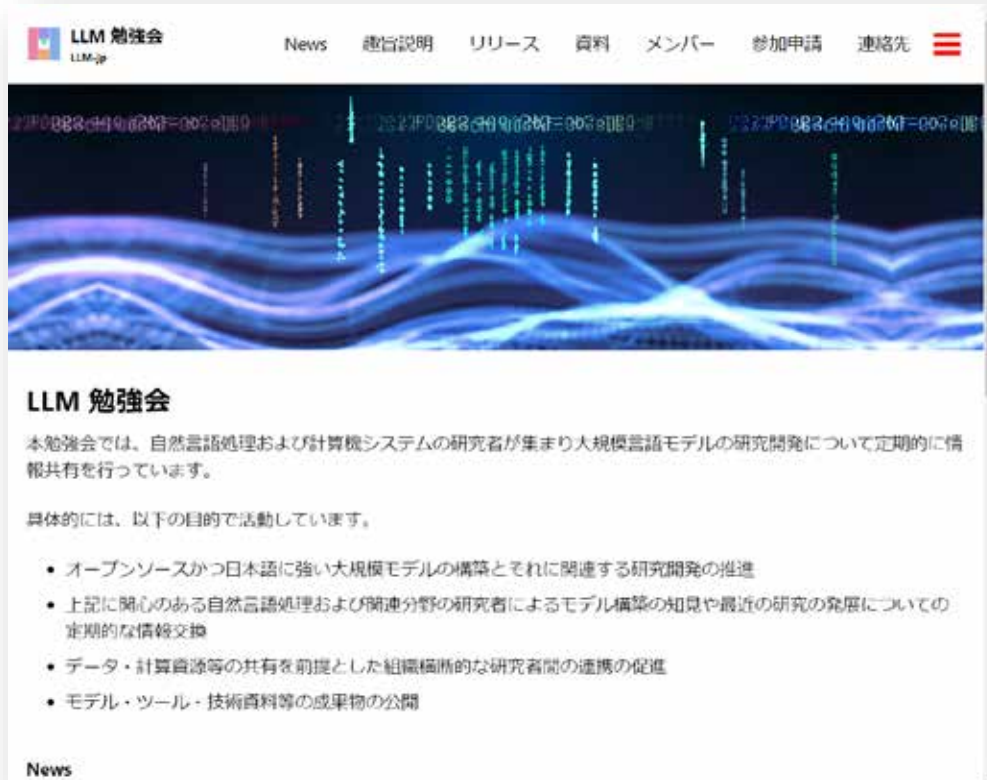 LLM 勉強会
LLM-jp
News 趣旨説明 リリース 資料 メンバー 参加申請 連絡先
LLM 勉強会
本勉強会では、自然言語処理および計算機システムの研究者が集まり大規模言語モデルの研究開発について定期的に情
報共有を行っています。
具体的には、以下の目的で活動しています。
• オープンソースかつ日本語に強い大規模モデルの構築とそれに関連する研究開発の推進
• 上記に関心のある自然言語処理および関連分野の研究者によるモデル構築の知見や最近の研究の発展についての
定期的な情報交換
• データ・計算資源等の共有を前提とした組織横断的な研究者間の連携の促進
• モデル・ツール・技術資料等の成果物の公開
News